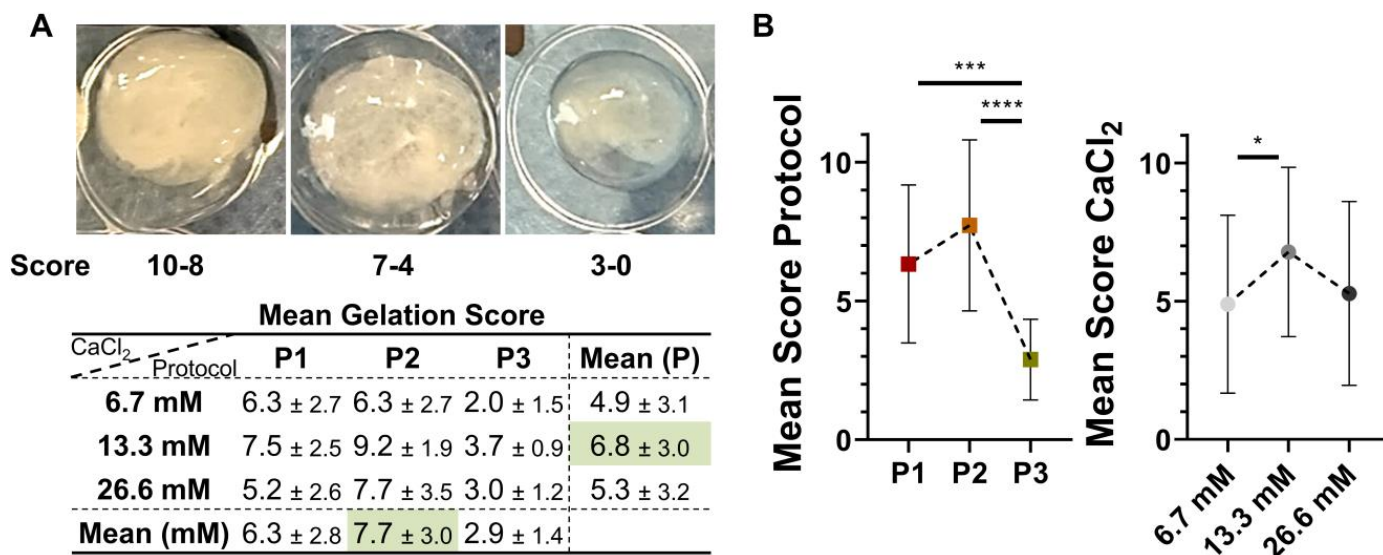 A
Score 10-8 7-4 3-0
Mean Gelation Score
CaCl₂ Protocol P1 P2 P3 Mean (P)
6.7 mM 6.3 ± 2.7 6.3 ± 2.7 2.0 ± 1.5 4.9 ± 3.1
13.3 mM 7.5 ± 2.5 9.2 ± 1.9 3.7 ± 0.9 6.8 ± 3.0
26.6 mM 5.2 ± 2.6 7.7 ± 3.5 3.0 ± 1.2 5.3 ± 3.2
Mean (mM) 6.3 ± 2.8 7.7 ± 3.0 2.9 ± 1.4
B
Mean Score Protocol
***
****
10
5
0
P1 P2 P3
Mean Score CaCl₂
*
10
5
0
6.7 mM
13.3 mM
26.6 mM